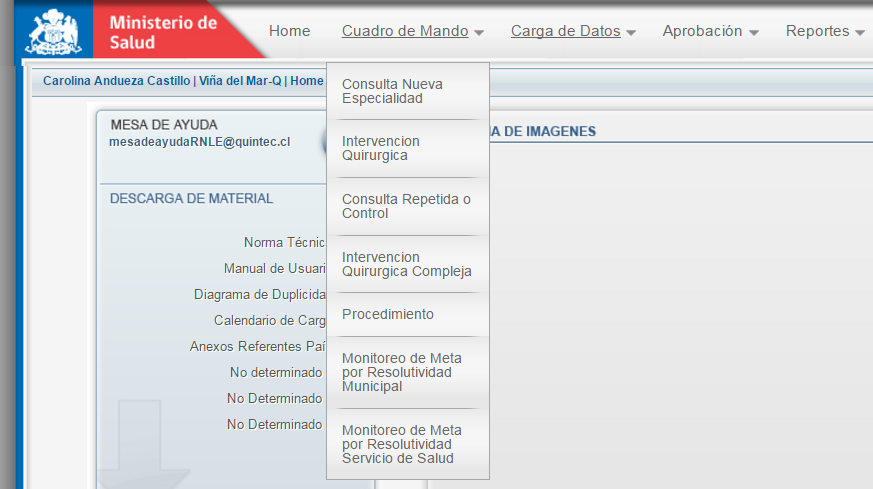 Ministerio de
Salud
Home
Cuadro de Mando
Carga de Datos
Aprobación
Reportes
Carolina Andueza Castillo | Viña del Mar-Q | Home
MESA DE AYUDA
mesadeayudaRNLE@quintec.cl
DESCARGA DE MATERIAL
Norma Técnic
Manual de Usuari
Diagrama de Duplicida
Calendario de Carg
Anexos Referentes Paí
No determinado
No Determinado
No Determinado
Consulta Nueva
Especialidad
Intervencion
Quirurgica
Consulta Repetida o
Control
Intervencion
Quirurgica Compleja
Procedimiento
Monitoreo de Meta
por Resolutividad
Municipal
Monitoreo de Meta
por Resolutividad
Servicio de Salud
A DE IMAGENES